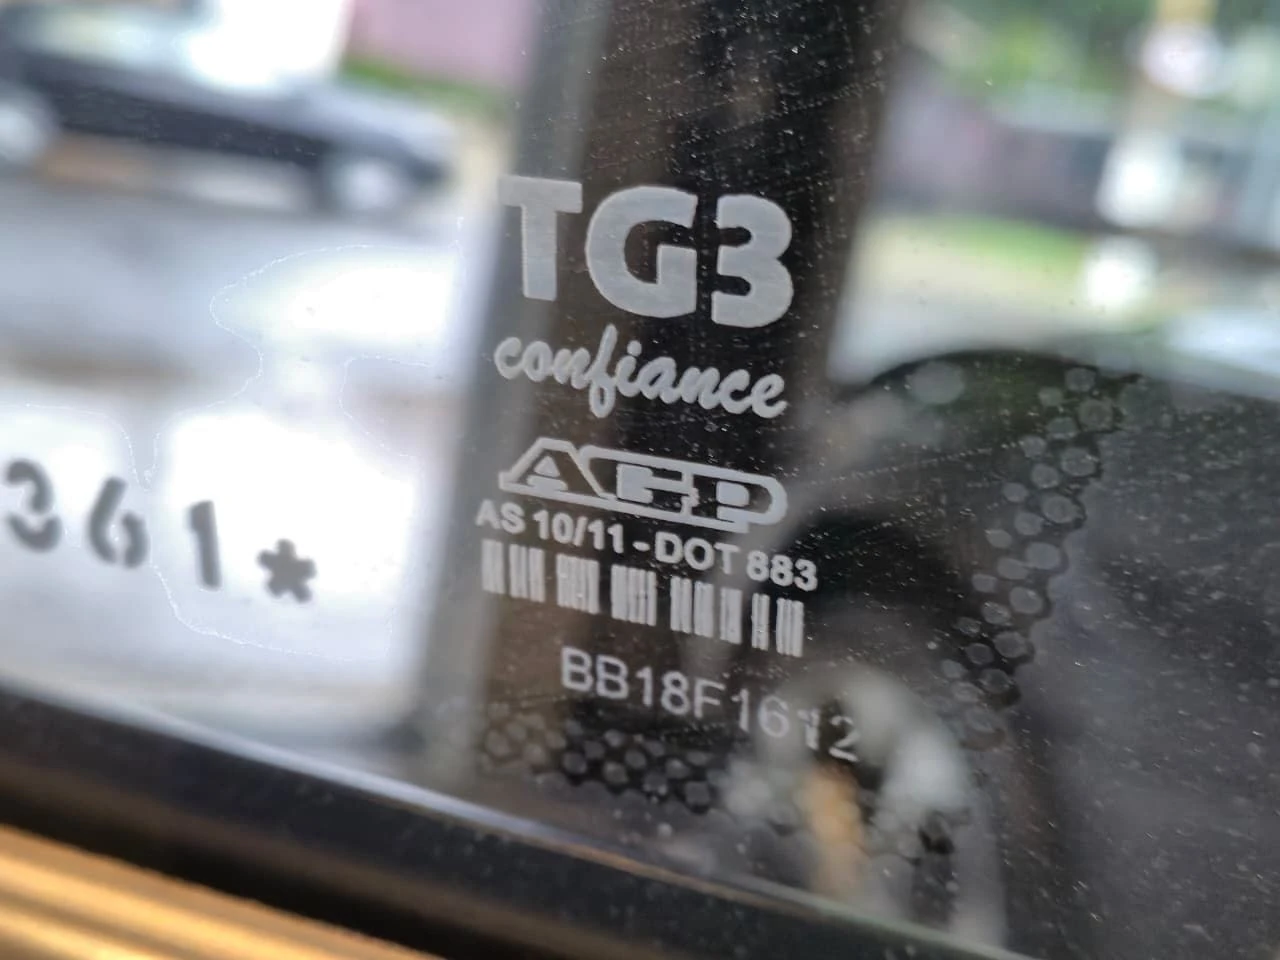 TG3
confiance
AGP
AS 10/11 - DOT 883
BB18F1612
361*